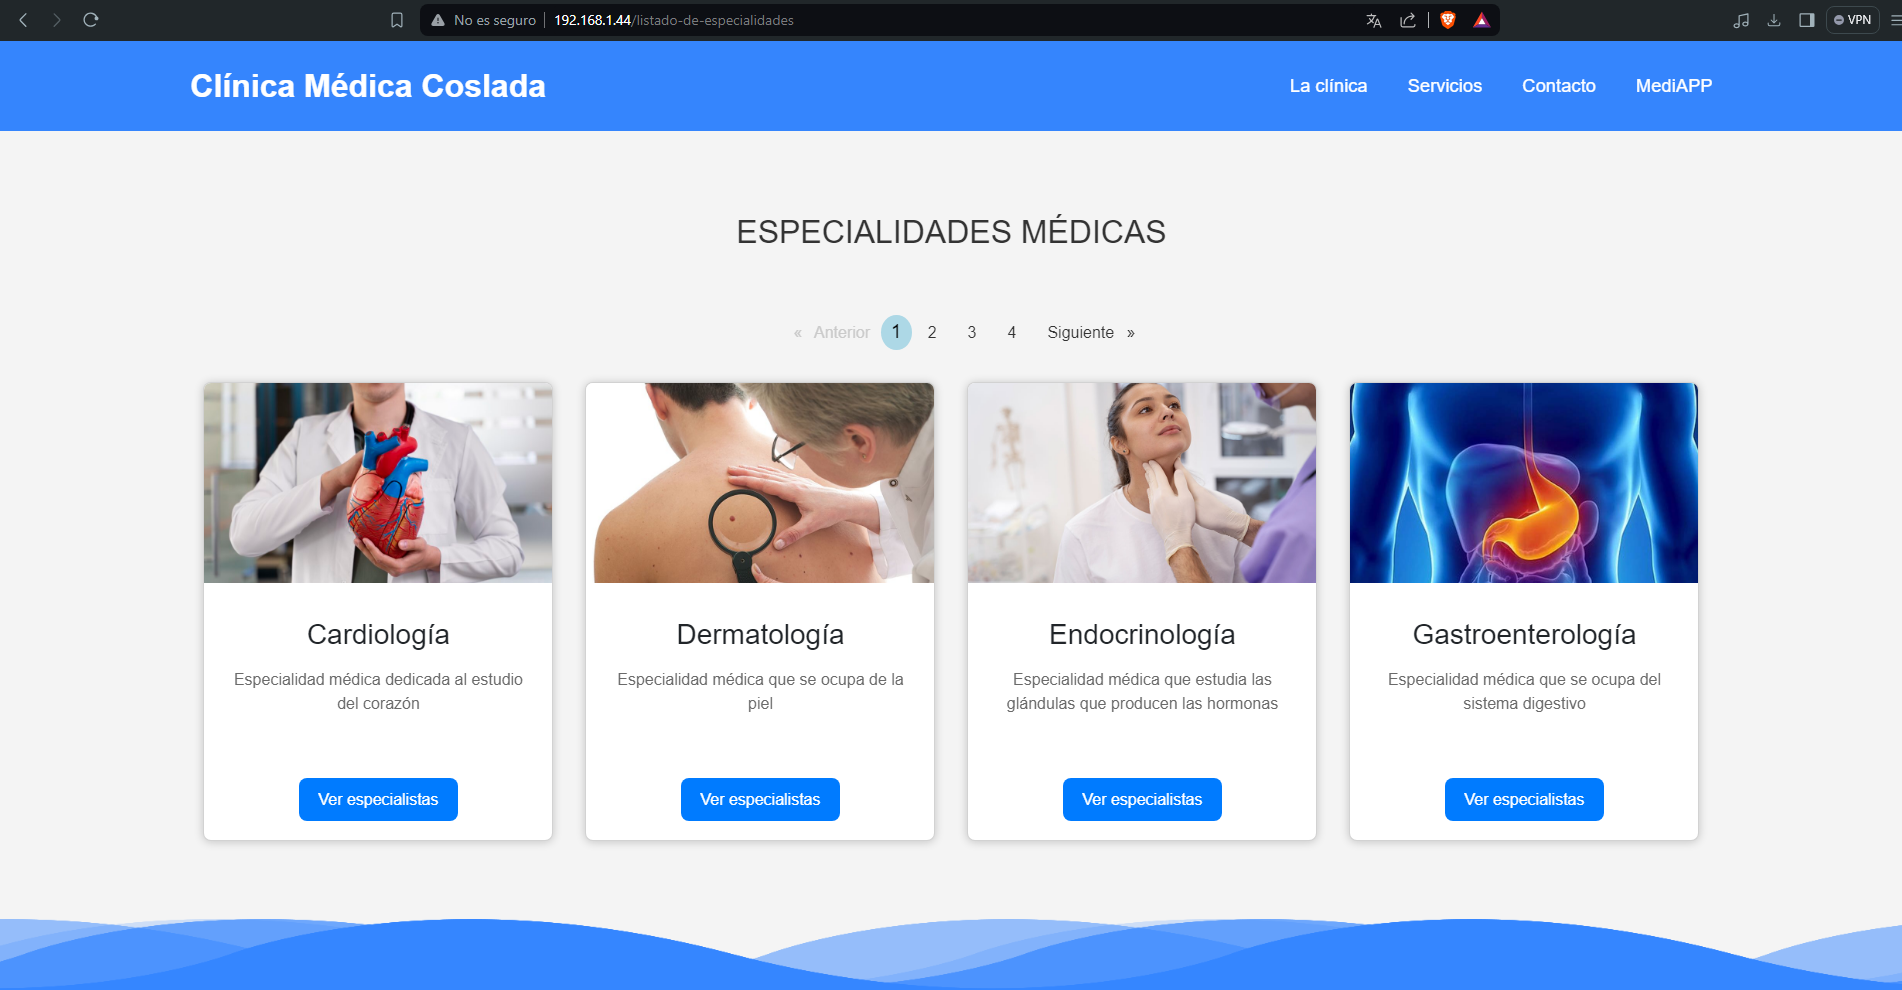 No es seguro 192.168.1.44/listado-de-especialidades VPN
Clínica Médica Coslada La clínica Servicios Contacto MediAPP
ESPECIALIDADES MÉDICAS
« Anterior 1 2 3 4 Siguiente »
Cardiología
Especialidad médica dedicada al estudio
del corazón
Ver especialistas
Dermatología
Especialidad médica que se ocupa de la
piel
Ver especialistas
Endocrinología
Especialidad médica que estudia las
glándulas que producen las hormonas
Ver especialistas
Gastroenterología
Especialidad médica que se ocupa del
sistema digestivo
Ver especialistas